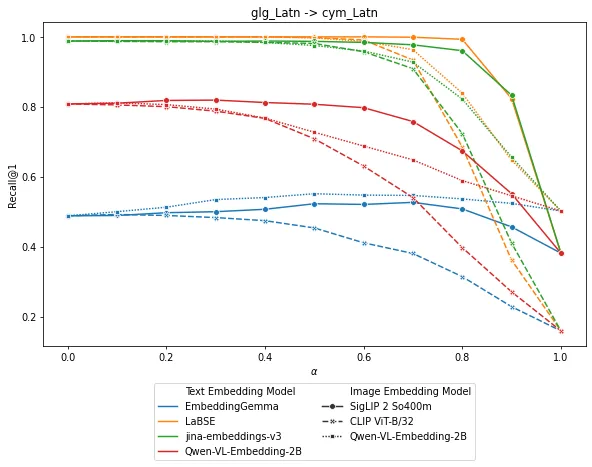 glg_Latn -> cym_Latn
Recall@1
1.0
0.8
0.6
0.4
0.2
0.0 0.2 0.4 0.6 0.8 1.0
α
Text Embedding Model
EmbeddingGemma
LaBSE
jina-embeddings-v3
Qwen-VL-Embedding-2B
Image Embedding Model
SigLIP 2 So400m
CLIP ViT-B/32
Qwen-VL-Embedding-2B